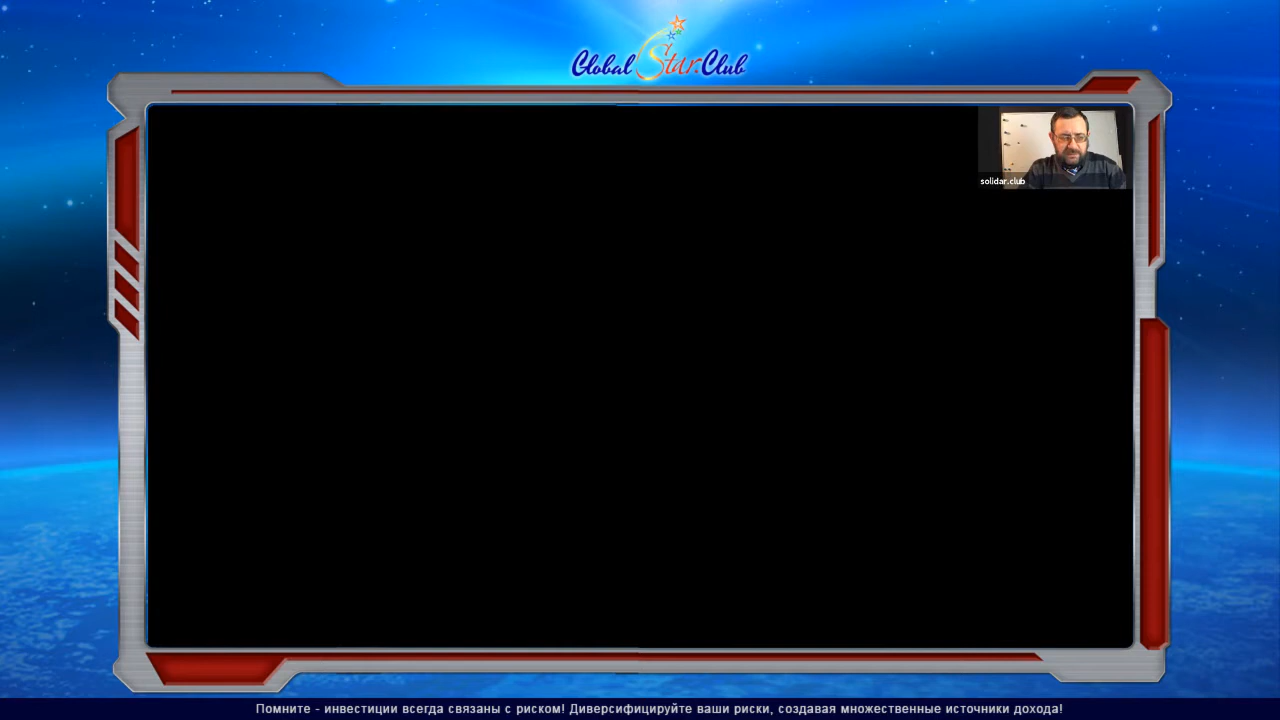 Global Star.Club
solidar.club
Помните - инвестиции всегда связаны с риском! Диверсифицируйте ваши риски, создавая множественные источники дохода!